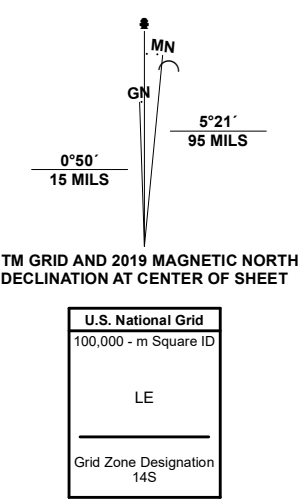 MN
GN
5°21´
95 MILS
0°50´
15 MILS
TM GRID AND 2019 MAGNETIC NORTH
DECLINATION AT CENTER OF SHEET
U.S. National Grid
100,000 - m Square ID
LE
Grid Zone Designation
14S